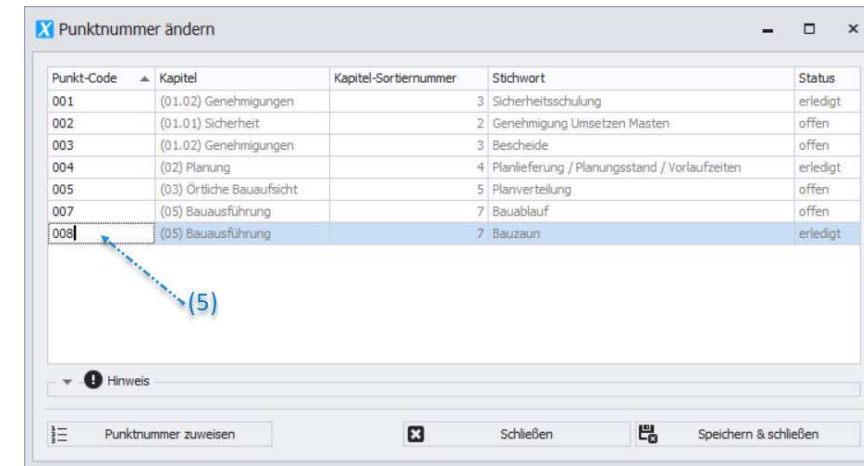 Punktnummer ändern
Punkt-Code Kapitel Kapitel-Sortiernummer Stichwort Status
001 (01.02) Genehmigungen 3 Sicherheitsschulung erledigt
002 (01.01) Sicherheit 2 Genehmigung Umsetzen Masten offen
003 (01.02) Genehmigungen 3 Bescheide offen
004 (02) Planung 4 Planlieferung / Planungsstand / Vorlaufzeiten erledigt
005 (03) Örtliche Bauaufsicht 5 Planverteilung offen
007 (05) Bauausführung 7 Bauablauf offen
008 (05) Bauausführung 7 Bauzaun erledigt
(5)
Hinweis
Punktnummer zuweisen Schließen Speichern & schließen